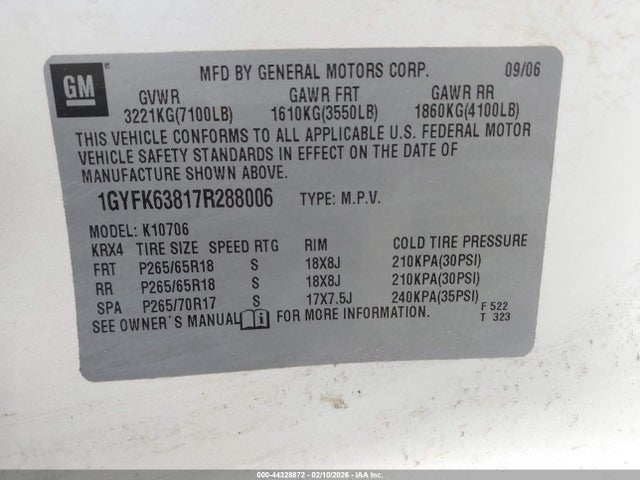 GM
MFD BY GENERAL MOTORS CORP. 09/06
GVWR GAWR FRT GAWR RR
3221KG(7100LB) 1610KG(3550LB) 1860KG(4100LB)
THIS VEHICLE CONFORMS TO ALL APPLICABLE U.S. FEDERAL MOTOR
VEHICLE SAFETY STANDARDS IN EFFECT ON THE DATE OF
MANUFACTURE SHOWN ABOVE.
1GYFK63817R288006 TYPE: M.P.V.
MODEL: K10706
KRX4 TIRE SIZE SPEED RTG RIM COLD TIRE PRESSURE
FRT P265/65R18 S 18X8J 210KPA(30PSI)
RR P265/65R18 S 18X8J 210KPA(30PSI)
SPA P265/70R17 S 17X7.5J 240KPA(35PSI)
SEE OWNER'S MANUAL i FOR MORE INFORMATION.
F 522
T 323
000-44328872 - 02/10/2026 - IAAI.COM